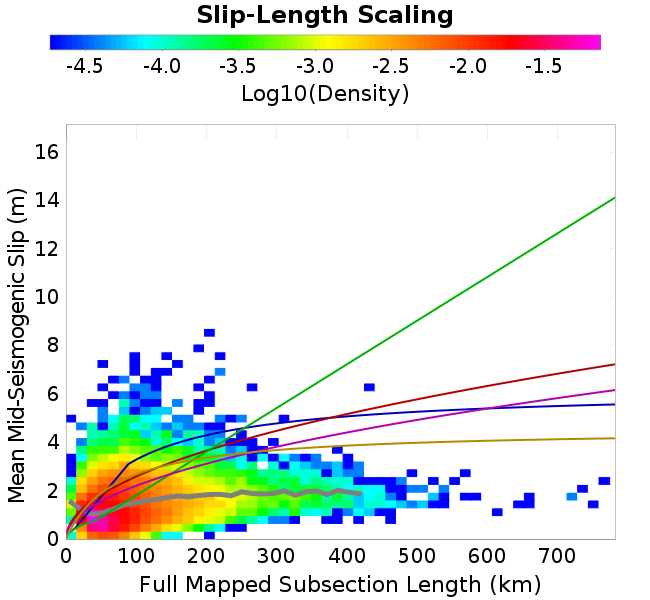 Slip-Length Scaling
-4.5 -4.0 -3.5 -3.0 -2.5 -2.0 -1.5
Log10(Density)
Mean Mid-Seismogenic Slip (m)
16
14
12
10
8
6
4
2
0
0 100 200 300 400 500 600 700
Full Mapped Subsection Length (km)